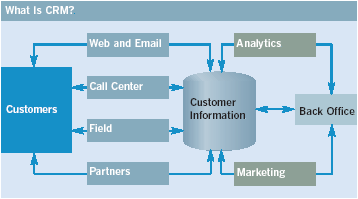 What Is CRM?
Web and Email
Analytics
Call Center
Customers
Customer
Information
Back Office
Field
Partners
Marketing